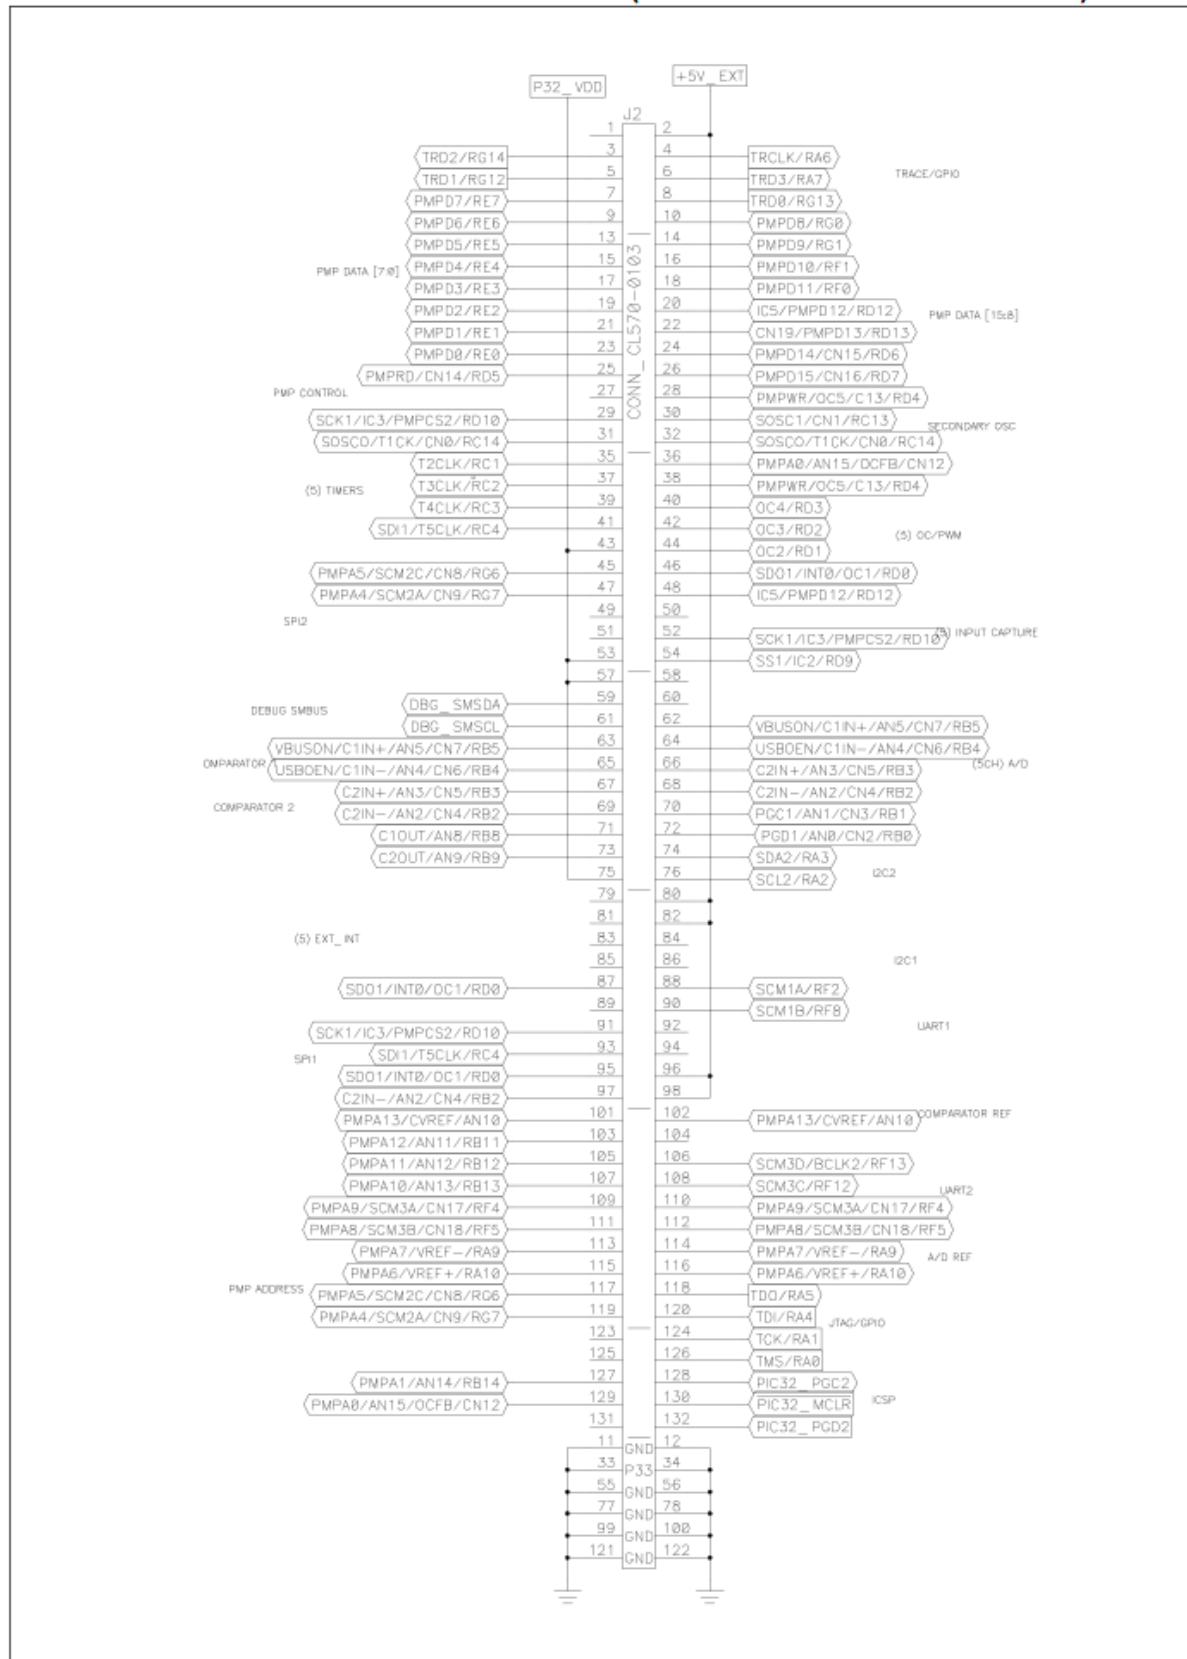 P32_VDD +5V_EXT
J2
CONN_CL570-0103
1 2
TRD2/RG14 3 4 TRCLK/RA6
TRACE/GPIO
TRD1/RG12 5 6 TRD3/RA7
PMPD7/RE7 7 8 TRD0/RG13
PMPD6/RE6 9 10 PMPD8/RG0
PMPD5/RE5 13 14 PMPD9/RG1
PMP DATA [7:0] PMPD4/RE4 15 16 PMPD10/RF1
PMPD3/RE3 17 18 PMPD11/RF0
PMPD2/RE2 19 20 IC5/PMPD12/RD12 PMP DATA [15:8]
PMPD1/RE1 21 22 CN19/PMPD13/RD13
PMPD0/RE0 23 24 PMPD14/CN15/RD6
PMPRD/CN14/RD5 25 26 PMPD15/CN16/RD7
PMP CONTROL 27 28 PMPWR/OC5/C13/RD4
SCK1/IC3/PMPCS2/RD10 29 30 SOSC1/CN1/RC13 SECONDARY OSC
SOSCO/T1CK/CN0/RC14 31 32 SOSCO/T1CK/CN0/RC14
T2CLK/RC1 35 36 PMPA0/AN15/OCFB/CN12
(5) TIMERS T3CLK/RC2 37 38 PMPWR/OC5/C13/RD4
T4CLK/RC3 39 40 OC4/RD3
SDI1/T5CLK/RC4 41 42 OC3/RD2 (5) OC/PWM
43 44 OC2/RD1
PMPA5/SCM2C/CN8/RG6 45 46 SDO1/INT0/OC1/RD0
PMPA4/SCM2A/CN9/RG7 47 48 IC5/PMPD12/RD12
SPI2 49 50
51 52 SCK1/IC3/PMPCS2/RD10 (5) INPUT CAPTURE
53 54 SS1/IC2/RD9
57 58
DEBUG SMBUS DBG_SMSDA 59 60
DBG_SMSCL 61 62 VBUSON/C1IN+/AN5/CN7/RB5
VBUSON/C1IN+/AN5/CN7/RB5 63 64 USBOEN/C1IN-/AN4/CN6/RB4
OMPARATOR USBOEN/C1IN-/AN4/CN6/RB4 65 66 C2IN+/AN3/CN5/RB3 (5CH) A/D
C2IN+/AN3/CN5/RB3 67 68 C2IN-/AN2/CN4/RB2
COMPARATOR 2 C2IN-/AN2/CN4/RB2 69 70 PGC1/AN1/CN3/RB1
C1OUT/AN8/RB8 71 72 PGD1/AN0/CN2/RB0
C2OUT/AN9/RB9 73 74 SDA2/RA3
75 76 SCL2/RA2 I2C2
79 80
81 82
(5) EXT_INT 83 84
85 86 I2C1
SDO1/INT0/OC1/RD0 87 88 SCM1A/RF2
89 90 SCM1B/RF8
SCK1/IC3/PMPCS2/RD10 91 92 UART1
SPI1 SDI1/T5CLK/RC4 93 94
SDO1/INT0/OC1/RD0 95 96
C2IN-/AN2/CN4/RB2 97 98
PMPA13/CVREF/AN10 101 102 PMPA13/CVREF/AN10 COMPARATOR REF
PMPA12/AN11/RB11 103 104
PMPA11/AN12/RB12 105 106 SCM3D/BCLK2/RF13
PMPA10/AN13/RB13 107 108 SCM3C/RF12 UART2
PMPA9/SCM3A/CN17/RF4 109 110 PMPA9/SCM3A/CN17/RF4
PMPA8/SCM3B/CN18/RF5 111 112 PMPA8/SCM3B/CN18/RF5
PMPA7/VREF-/RA9 113 114 PMPA7/VREF-/RA9 A/D REF
PMPA6/VREF+/RA10 115 116 PMPA6/VREF+/RA10
PMP ADDRESS PMPA5/SCM2C/CN8/RG6 117 118 TDO/RA5
PMPA4/SCM2A/CN9/RG7 119 120 TDI/RA4 JTAG/GPIO
123 124 TCK/RA1
125 126 TMS/RA0
PMPA1/AN14/RB14 127 128 PIC32_PGC2
PMPA0/AN15/OCFB/CN12 129 130 PIC32_MCLR ICSP
131 132 PIC32_PGD2
11 GND 12
33 P33 34
55 GND 56
77 GND 78
99 GND 100
121 GND 122